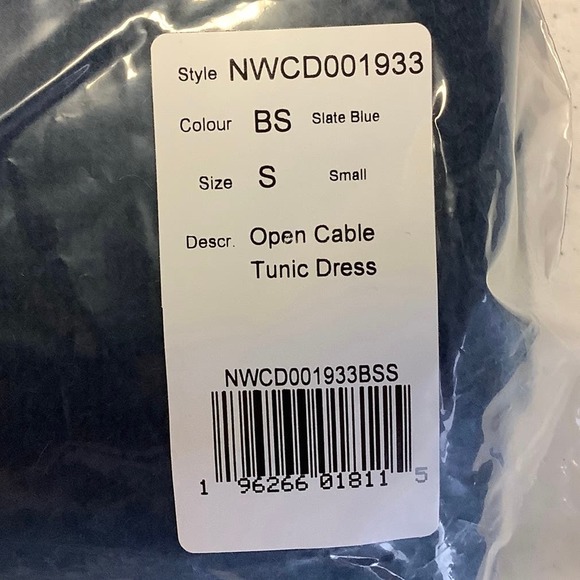 Style NWCD001933
Colour BS Slate Blue
Size S Small
Descr. Open Cable
Tunic Dress
NWCD001933BSS
1 96266 01811 5